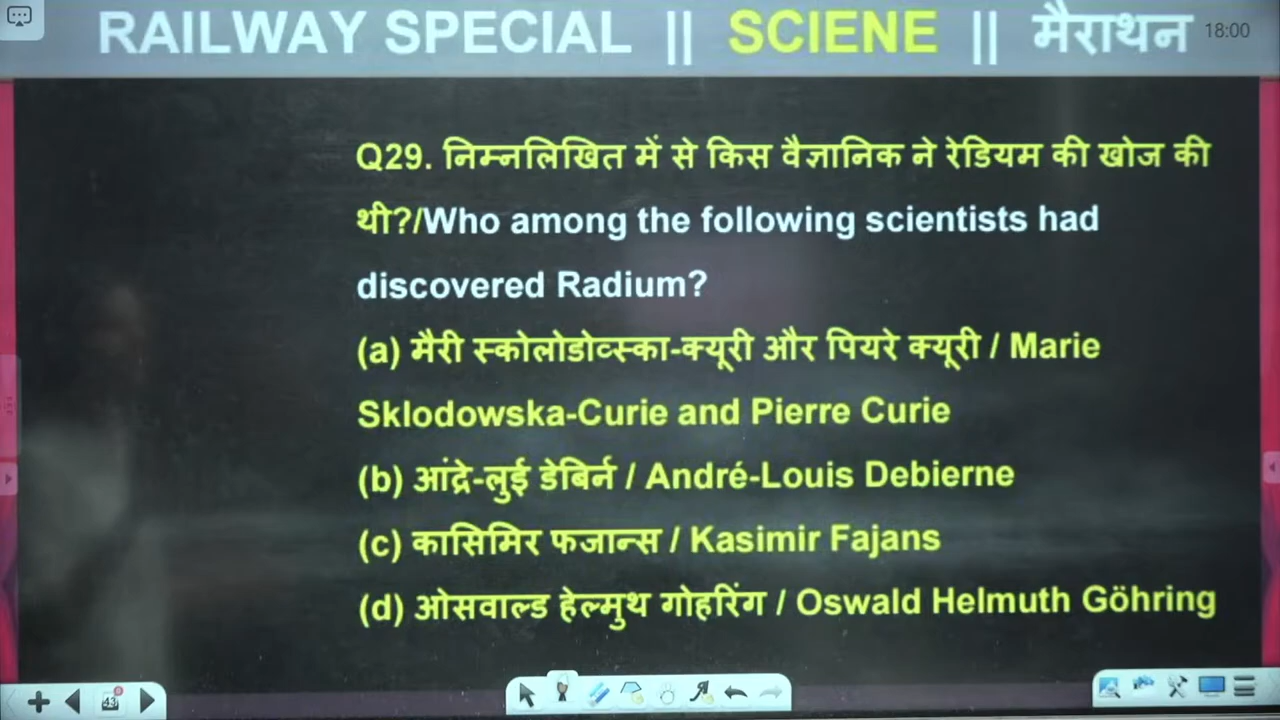 RAILWAY SPECIAL || SCIENE || मैराथन 18:00
Q29. निम्नलिखित में से किस वैज्ञानिक ने रेडियम की खोज की
थी?/Who among the following scientists had
discovered Radium?
(a) मैरी स्कोलोडोव्स्का-क्यूरी और पियरे क्यूरी / Marie
Sklodowska-Curie and Pierre Curie
(b) आंद्रे-लुई डेबिर्न / André-Louis Debierne
(c) कासिमिर फजान्स / Kasimir Fajans
(d) ओसवाल्ड हेल्मुथ गोहरिंग / Oswald Helmuth Göhring
43